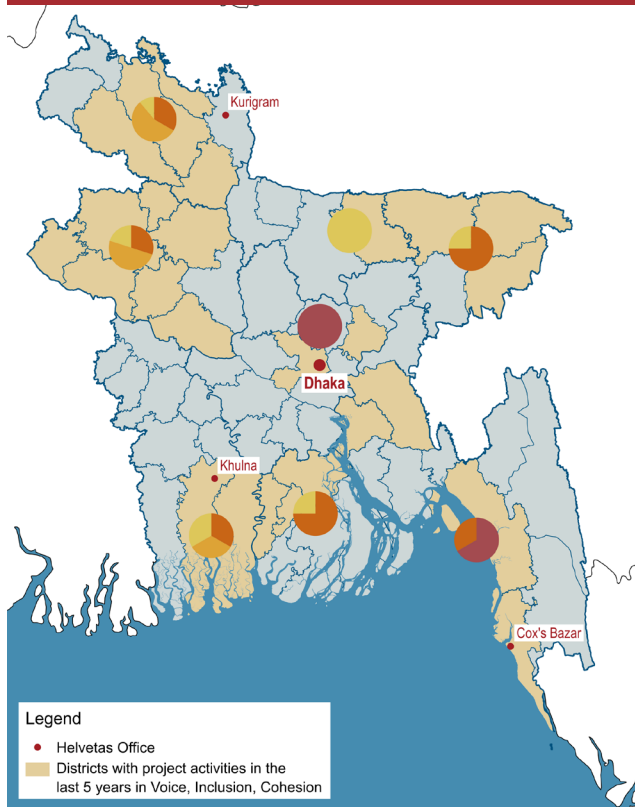 Kurigram
Dhaka
Khulna
Cox's Bazar
1
Legend
Helvetas Office
Districts with project activities in the
last 5 years in Voice, Inclusion, Cohesion